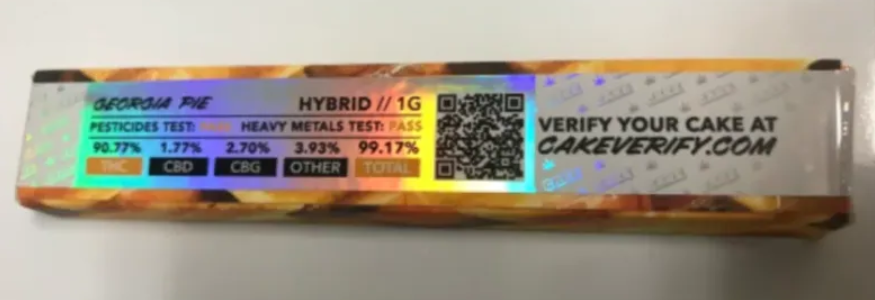 GEORGIA PIE HYBRID // 1G
PESTICIDES TEST: PASS HEAVY METALS TEST: PASS
90.77% 1.77% 2.70% 3.93% 99.17%
THC CBD CBG OTHER TOTAL
VERIFY YOUR CAKE AT
CAKEVERIFY.COM